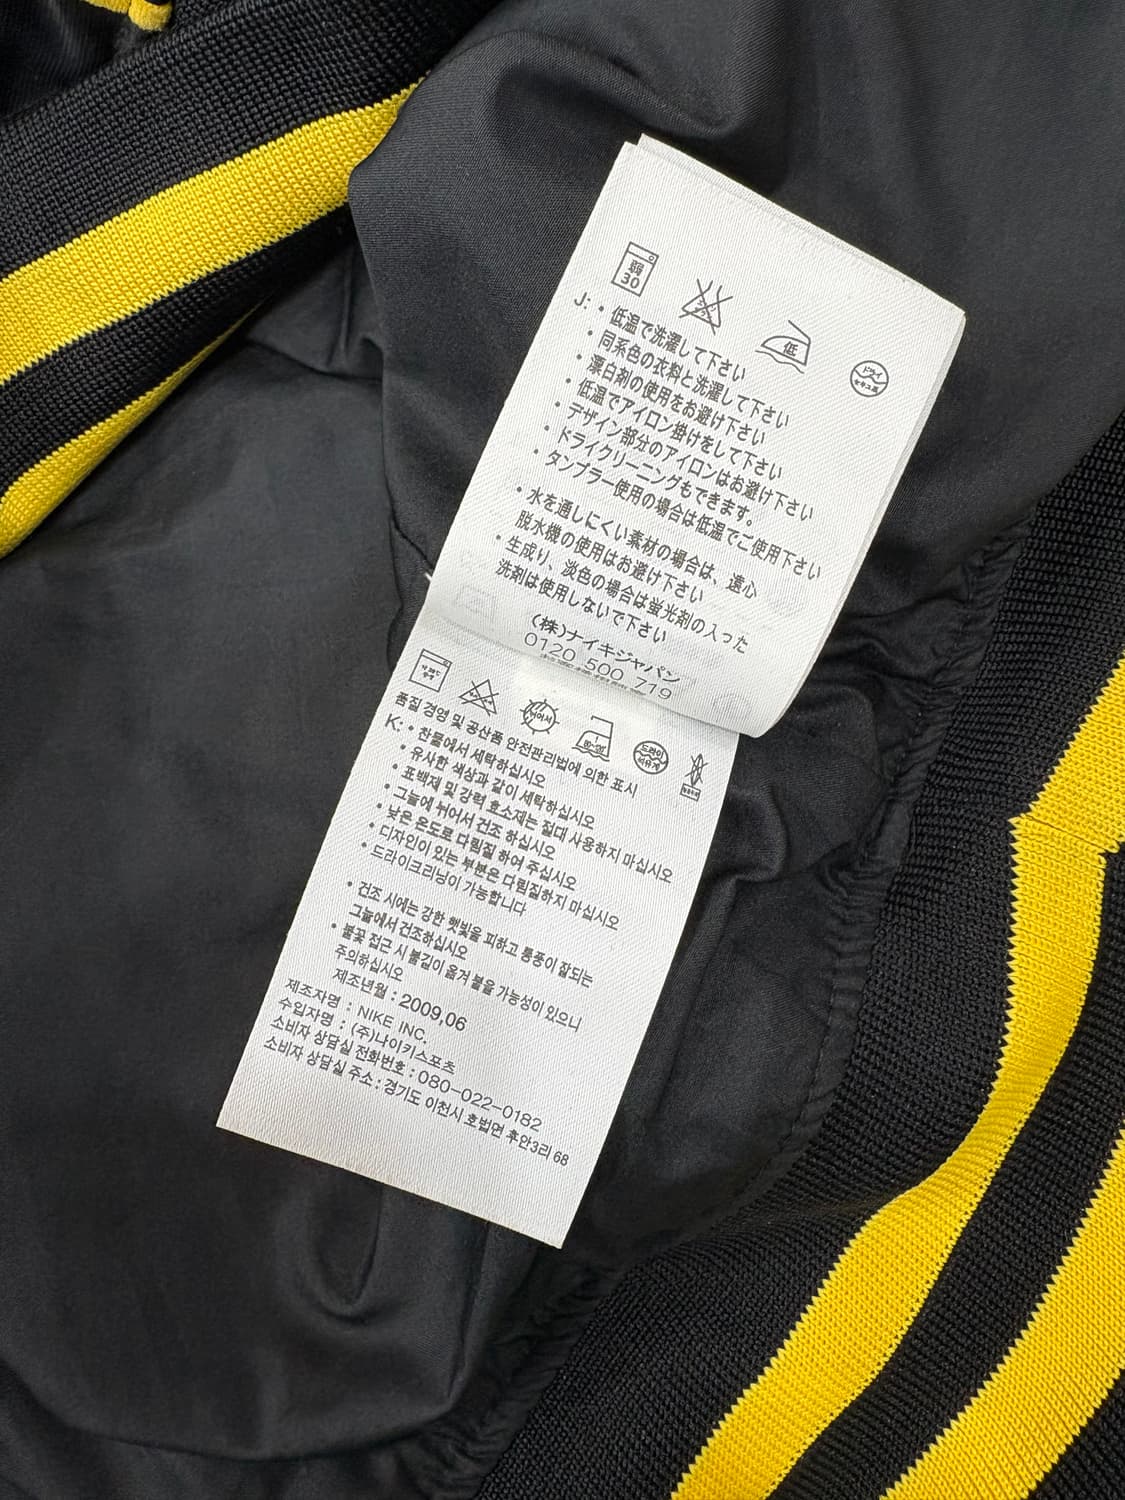 弱
30
低
ドライ
J: • 低温で洗濯して下さい
• 同系色の衣料と洗濯して下さい
• 漂白剤の使用をお避け下さい
• 低温でアイロン掛けをして下さい
• デザイン部分のアイロンはお避け下さい
• ドライクリーニングもできます。
• タンブラー使用の場合は低温でご使用下さい
• 水を通しにくい素材の場合は、遠心
脱水機の使用はお避け下さい
• 生成り、淡色の場合は蛍光剤の入った
洗剤は使用しないで下さい
(株)ナイキジャパン
0120 500 719
드라이
품질 경영 및 공산품 안전관리법에 의한 표시
K: • 찬물에서 세탁하십시오
• 유사한 색상과 같이 세탁하십시오
• 표백제 및 강력 효소제는 절대 사용하지 마십시오
• 그늘에 뉘어서 건조 하십시오
• 낮은 온도로 다림질 하여 주십시오
• 디자인이 있는 부분은 다림질하지 마십시오
• 드라이크리닝이 가능합니다
• 건조 시에는 강한 햇빛을 피하고 통풍이 잘되는
그늘에서 건조하십시오
• 불꽃 접근 시 불길이 옮겨 붙을 가능성이 있으니
주의하십시오
제조년월 : 2009,06
제조자명 : NIKE INC.
수입자명 : (주)나이키스포츠
소비자 상담실 전화번호 : 080-022-0182
소비자 상담실 주소 : 경기도 이천시 호법면 후안3리 68